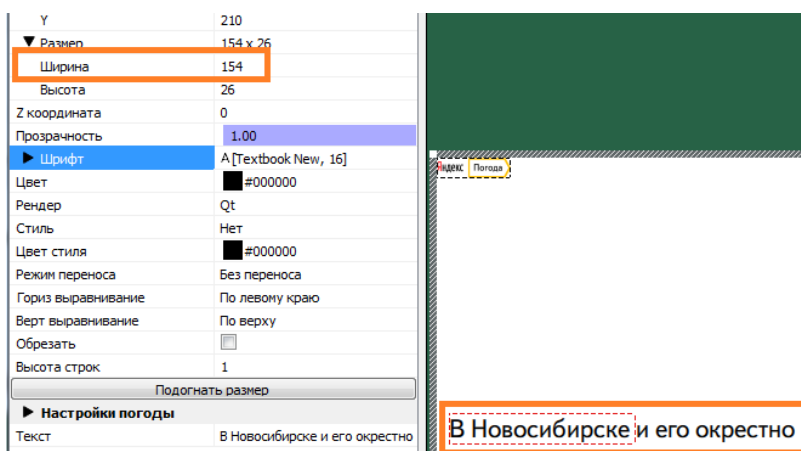 Y 210
Размер 154 x 26
Ширина 154
Высота 26
Z координата 0
Прозрачность 1.00
Шрифт A [Textbook New, 16]
Цвет #000000
Рендер Qt
Стиль Нет
Цвет стиля #000000
Режим переноса Без переноса
Гориз выравнивание По левому краю
Верт выравнивание По верху
Обрезать
Высота строк 1
Подогнать размер
Настройки погоды
Текст В Новосибирске и его окрестно
Яндекс Погода
В Новосибирске и его окрестно